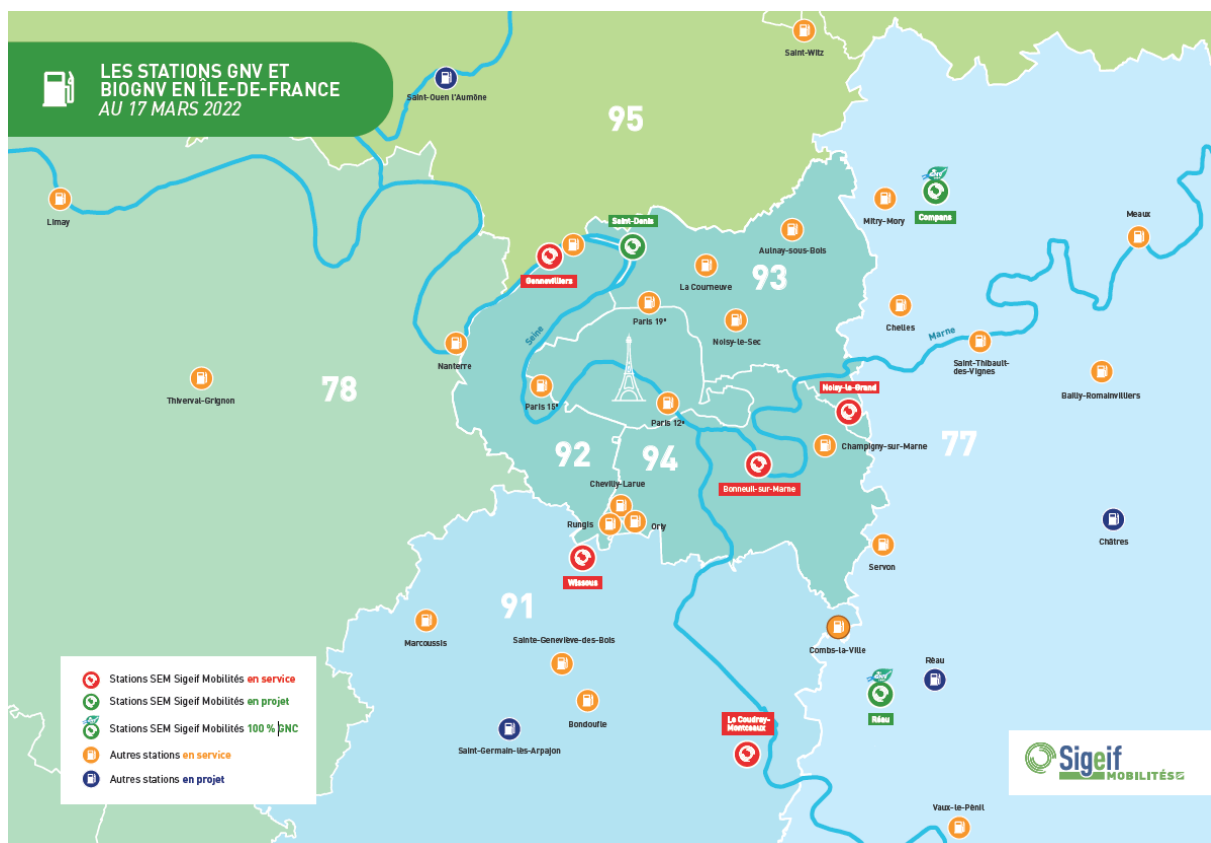 LES STATIONS GNV ET
BIOGNV EN ÎLE-DE-FRANCE
AU 17 MARS 2022
Saint-Witz
Saint-Ouen l'Aumône
95
Limay
Mitry-Mory
Compans
Meaux
Saint-Denis
Aulnay-sous-Bois
Gennevilliers
La Courneuve
93
Chelles
Paris 19e
Seine
Noisy-le-Sec
Marne
Nanterre
Saint-Thibault-
des-Vignes
78
Thiverval-Grignon
Paris 15e
Paris 12e
Noisy-le-Grand
Bailly-Romainvilliers
92
94
Champigny-sur-Marne
77
Chevilly-Larue
Bonneuil-sur-Marne
Rungis
Orly
Châtres
Servon
Wissous
91
Marcoussis
Sainte-Geneviève-des-Bois
Combs-la-Ville
Réau
Bondoufle
Réau
Le Coudray-
Montceaux
Saint-Germain-lès-Arpajon
Vaux-le-Pénil
Stations SEM Sigeif Mobilités en service
Stations SEM Sigeif Mobilités en projet
Stations SEM Sigeif Mobilités 100 % GNC
Autres stations en service
Autres stations en projet
Sigeif
MOBILITÉS